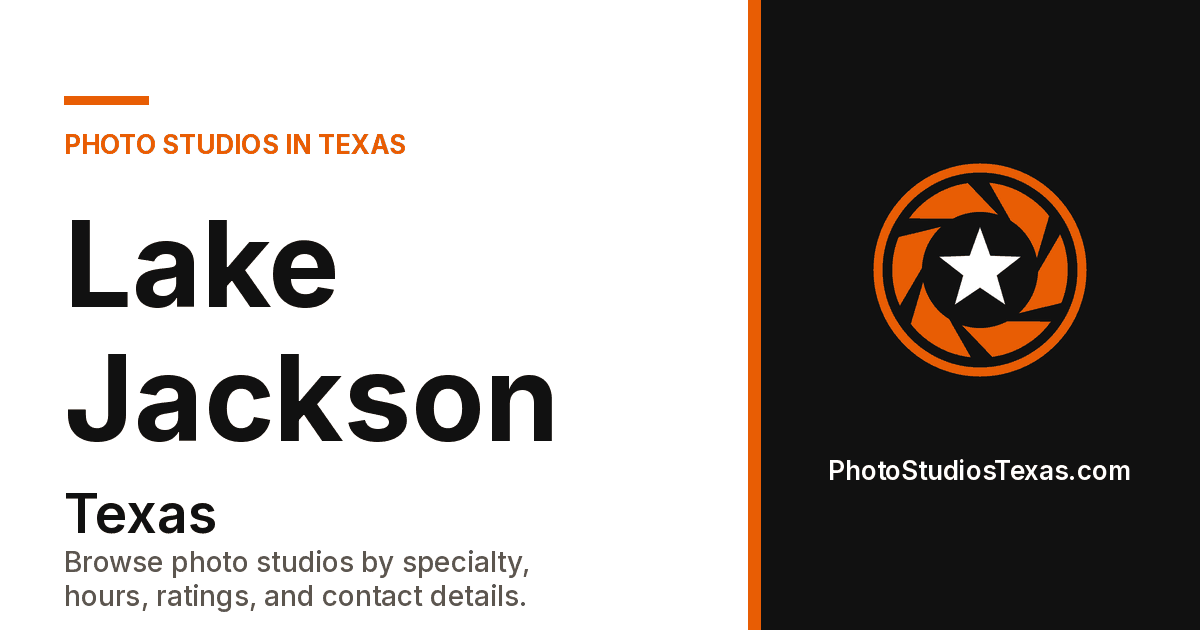 PHOTO STUDIOS IN TEXAS
Lake
Jackson
Texas
Browse photo studios by specialty,
hours, ratings, and contact details.
PhotoStudiosTexas.com